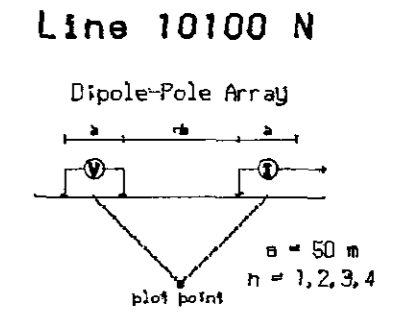 Line 10100 N
Dipole-Pole Array
a na a
V I
a = 50 m
n = 1,2,3,4
plot point